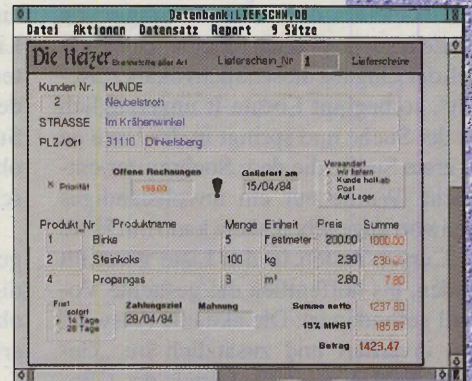 Datenbank:LIEFSCHN.DB
Datei Aktionen Datensatz Report 9 Sätze
Die Heizer Brennstoffe aller Art Lieferschein_Nr 1 Lieferscheine
Kunden Nr. KUNDE
2 Neubelstroh
STRASSE Im Krähenwinkel
PLZ/Ort 31110 Dinkelsberg
Versandart
Offene Rechnungen Geliefert am Wir liefern
Kunde holt ab
Priorität 198.00 ! 15/04/94 Post
Auf Lager
Produkt_Nr Produktname Menge Einheit Preis Summe
1 Birke 5 Festmeter 200.00 1000.00
2 Steinkoks 100 kg 2,30 230.00
4 Propangas 3 m³ 2,60 7.80
Frist Zahlungsziel Mahnung Summe netto 1237.80
sofort
14 Tage 29/04/94 15% MWST 185.67
28 Tage
Betrag 1423.47